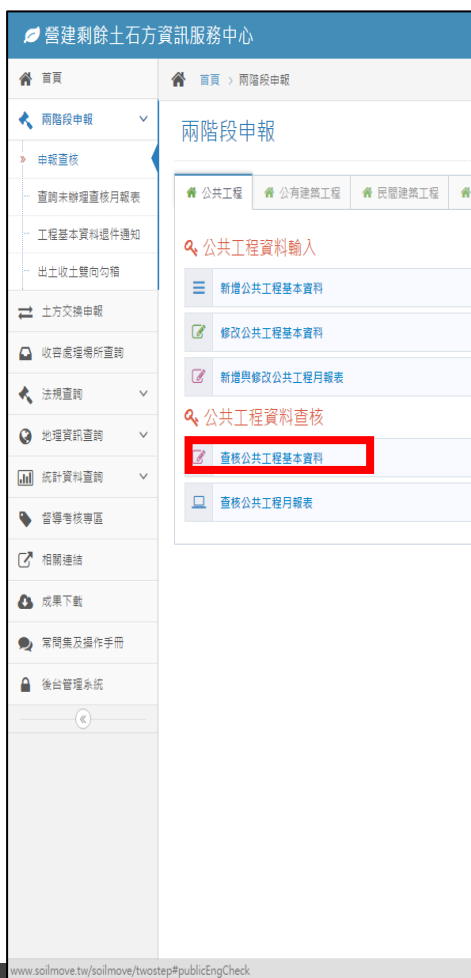 營建剩餘土石方資訊服務中心
首頁
首頁 › 兩階段申報
兩階段申報
申報查核
查詢未辦理查核月報表
工程基本資料退件通知
出土收土雙向勾稽
土方交換申報
收容處理場所查詢
法規查詢
地理資訊查詢
統計資料查詢
督導考核專區
相關連結
成果下載
常問集及操作手冊
後台管理系統
兩階段申報
公共工程 公有建築工程 民間建築工程
公共工程資料輸入
新增公共工程基本資料
修改公共工程基本資料
新增與修改公共工程月報表
公共工程資料查核
查核公共工程基本資料
查核公共工程月報表
www.soilmove.tw/soilmove/twostep#publicEngCheck